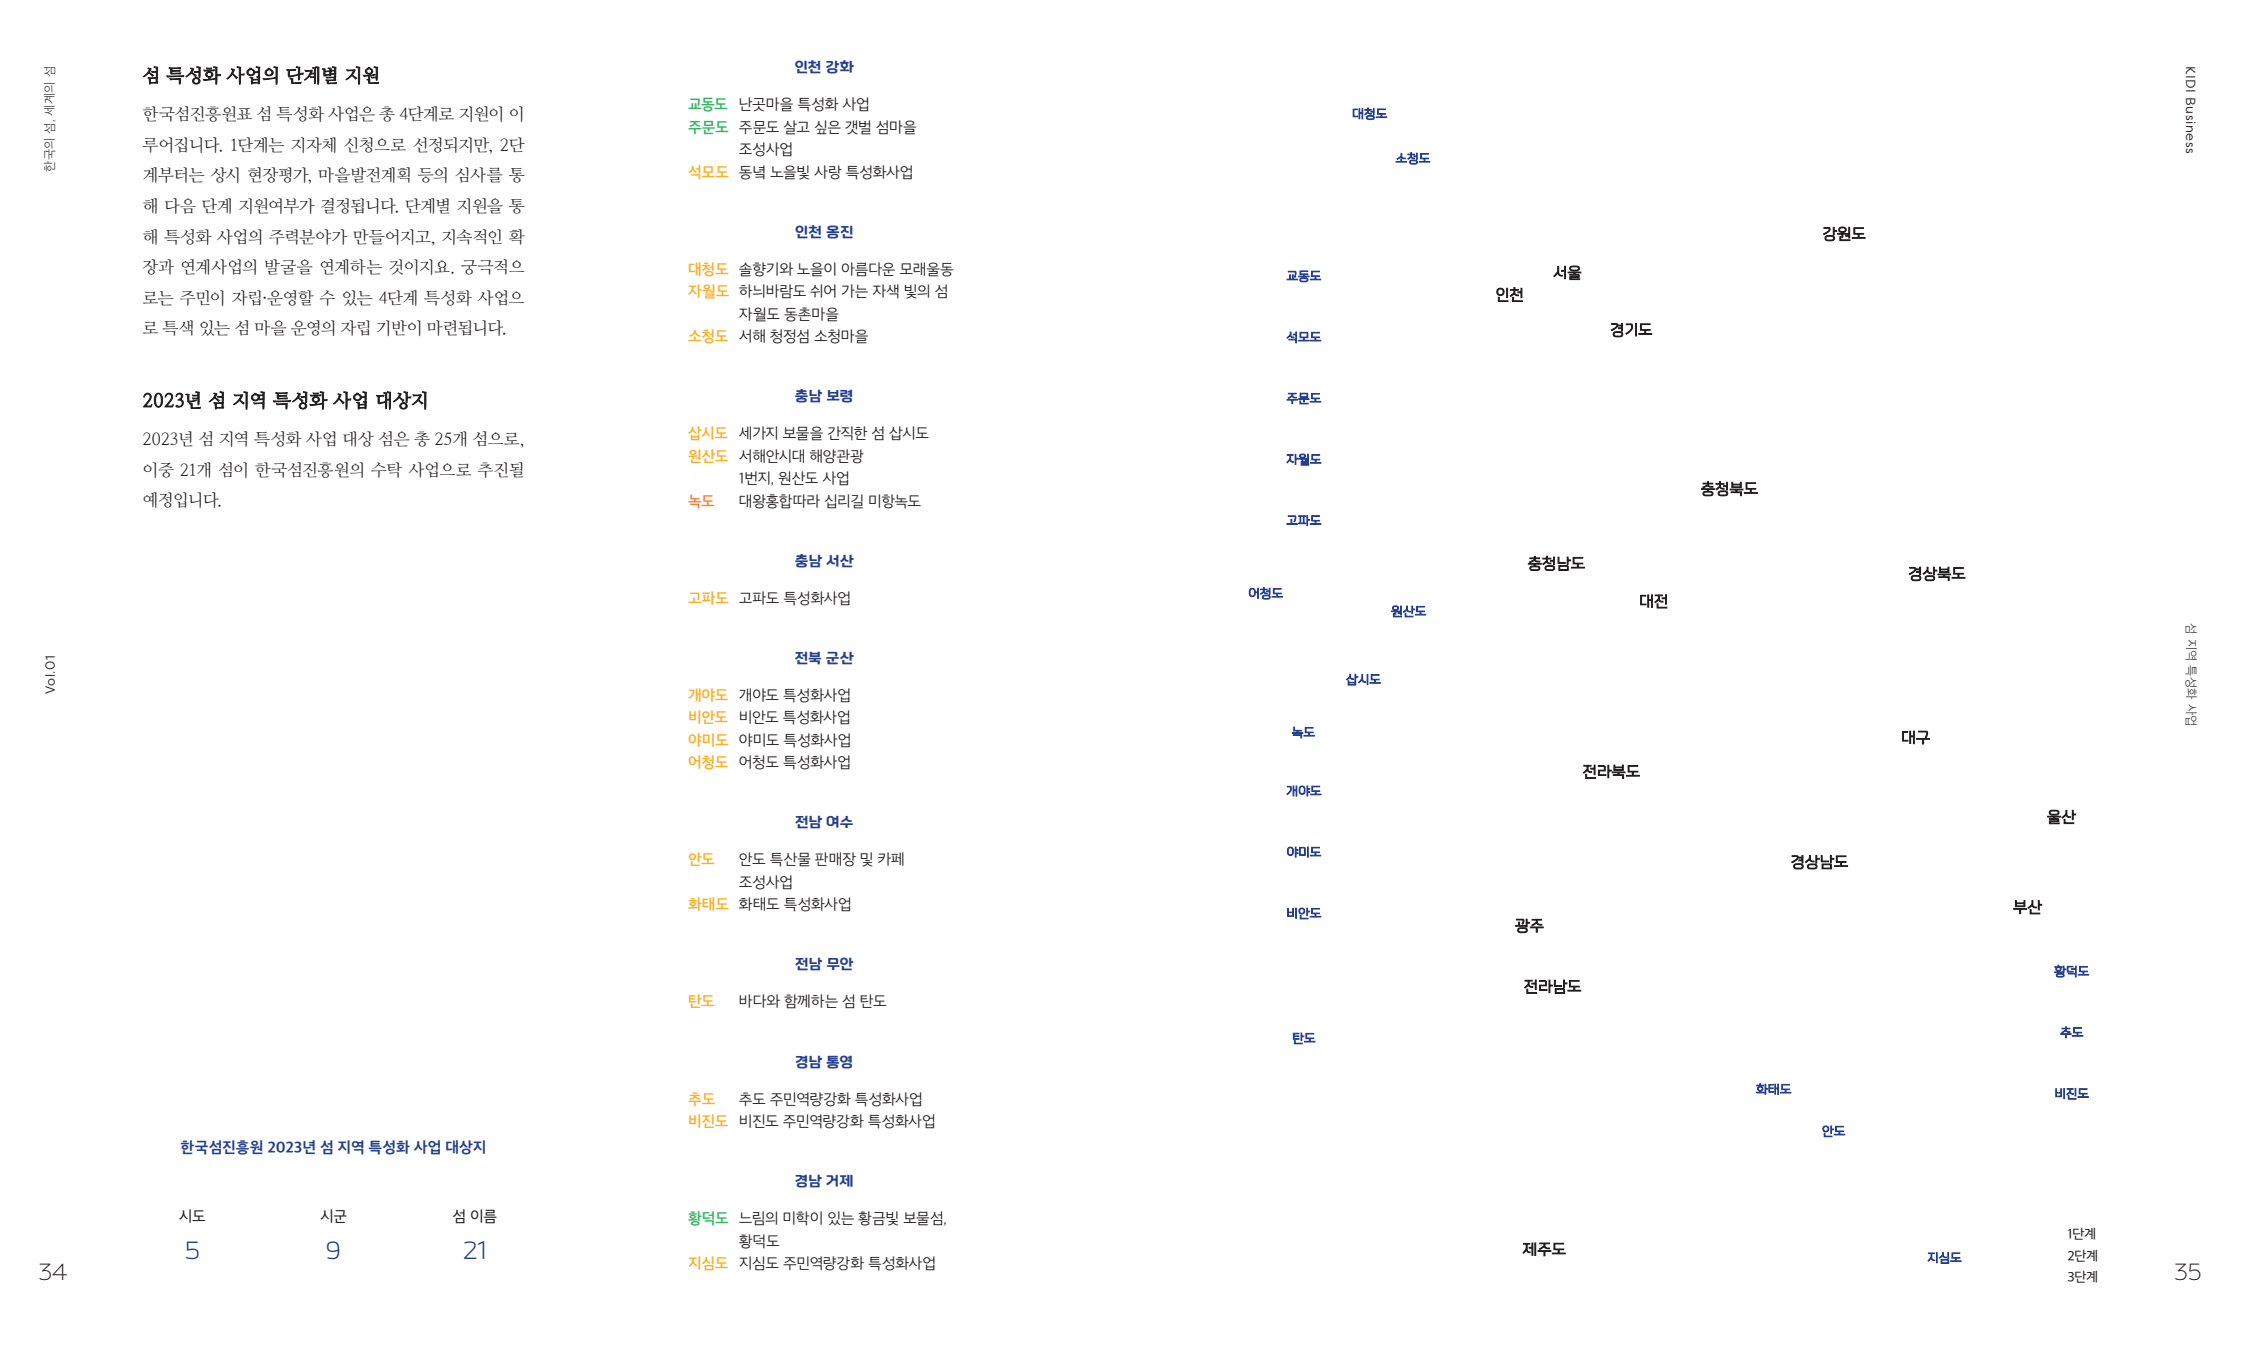 한국의 섬. 세계의 섬
Vol.01
34
섬 특성화 사업의 단계별 지원
한국섬진흥원표 섬 특성화 사업은 총 4단계로 지원이 이
루어집니다. 1단계는 지자체 신청으로 선정되지만, 2단
계부터는 상시 현장평가, 마을발전계획 등의 심사를 통
해 다음 단계 지원여부가 결정됩니다. 단계별 지원을 통
해 특성화 사업의 주력분야가 만들어지고, 지속적인 확
장과 연계사업의 발굴을 연계하는 것이지요. 궁극적으
로는 주민이 자립·운영할 수 있는 4단계 특성화 사업으
로 특색 있는 섬 마을 운영의 자립 기반이 마련됩니다.
2023년 섬 지역 특성화 사업 대상지
2023년 섬 지역 특성화 사업 대상 섬은 총 25개 섬으로,
이중 21개 섬이 한국섬진흥원의 수탁 사업으로 추진될
예정입니다.
한국섬진흥원 2023년 섬 지역 특성화 사업 대상지
시도 시군 섬 이름
5 9 21
인천 강화
교동도 난곳마을 특성화 사업
주문도 주문도 살고 싶은 갯벌 섬마을
조성사업
석모도 동녘 노을빛 사랑 특성화사업
인천 옹진
대청도 솔향기와 노을이 아름다운 모래울동
자월도 하늬바람도 쉬어 가는 자색 빛의 섬
자월도 동촌마을
소청도 서해 청정섬 소청마을
충남 보령
삽시도 세가지 보물을 간직한 섬 삽시도
원산도 서해안시대 해양관광
1번지, 원산도 사업
녹도 대왕홍합따라 십리길 미항녹도
충남 서산
고파도 고파도 특성화사업
전북 군산
개야도 개야도 특성화사업
비안도 비안도 특성화사업
야미도 야미도 특성화사업
어청도 어청도 특성화사업
전남 여수
안도 안도 특산물 판매장 및 카페
조성사업
화태도 화태도 특성화사업
전남 무안
탄도 바다와 함께하는 섬 탄도
경남 통영
추도 추도 주민역량강화 특성화사업
비진도 비진도 주민역량강화 특성화사업
경남 거제
황덕도 느림의 미학이 있는 황금빛 보물섬,
황덕도
지심도 지심도 주민역량강화 특성화사업
대청도
소청도
강원도
서울
교동도
인천
경기도
석모도
주문도
자월도
충청북도
고파도
충청남도
경상북도
어청도
대전
원산도
삽시도
녹도
대구
전라북도
개야도
울산
야미도
경상남도
부산
비안도
광주
황덕도
전라남도
추도
탄도
화태도
비진도
안도
제주도
지심도
1단계
2단계
3단계
KIDI Business
섬 지역 특성화 사업
35